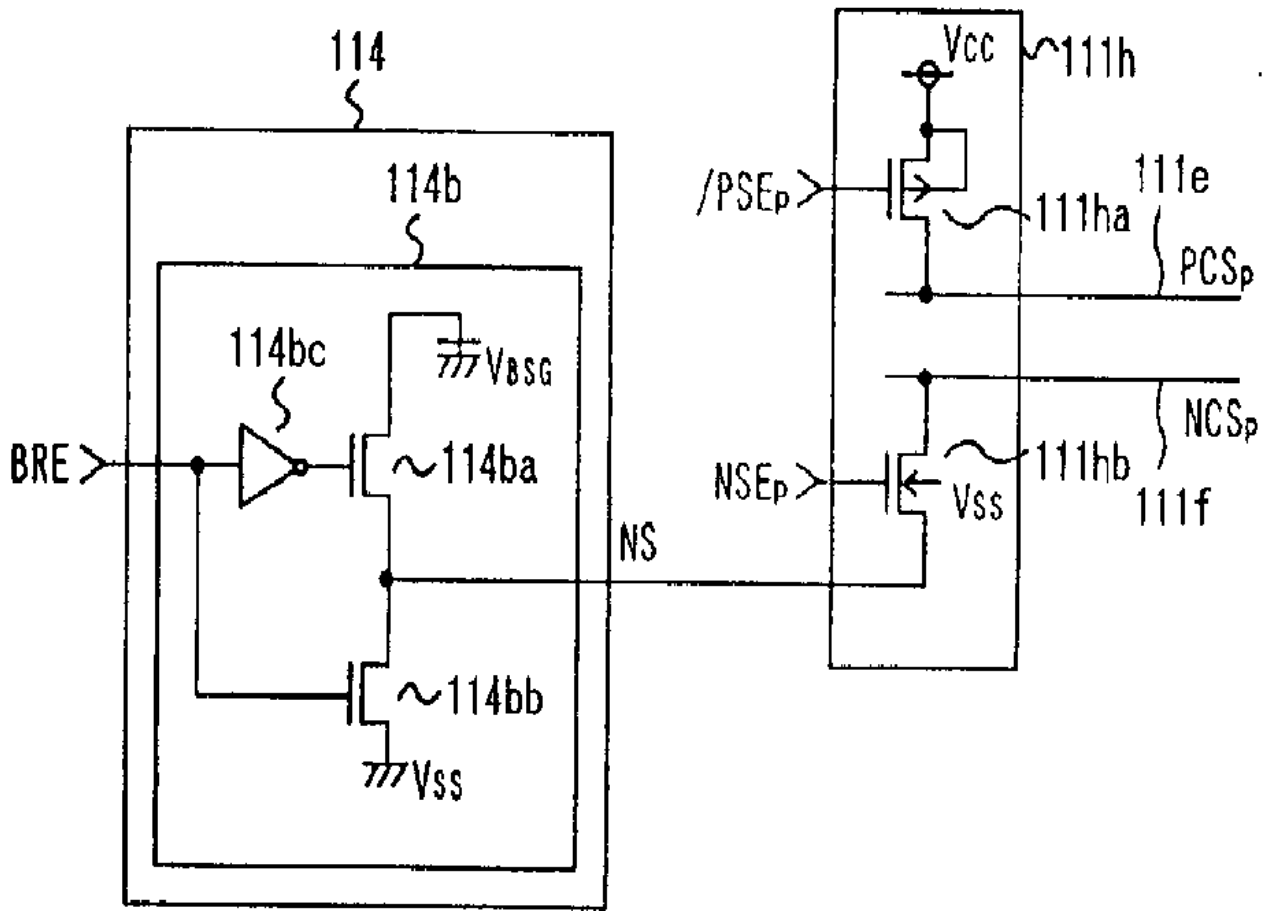 114
VCC
111h
114b
/PSEp
111e
111ha
PCSp
114bc
VBSG
NCSp
BRE
114ba
NSEp
111hb
VSS
111f
NS
114bb
VSS